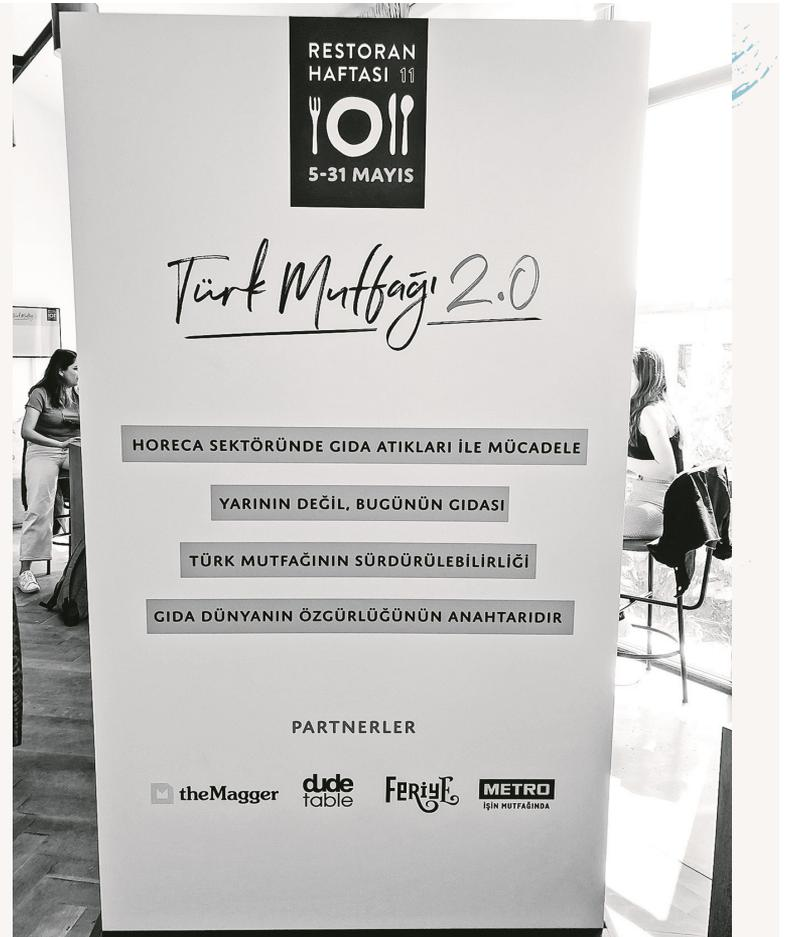 RESTORAN
HAFTASI 11
5-31 MAYIS
Türk Mutfağı 2.0
HORECA SEKTÖRÜNDE GIDA ATIKLARI İLE MÜCADELE
YARININ DEĞİL, BUGÜNÜN GIDASI
TÜRK MUTFAĞININ SÜRDÜRÜLEBİLİRLİĞİ
GIDA DÜNYANIN ÖZGÜRLÜĞÜNÜN ANAHTARIDIR
PARTNERLER
theMagger
dude
table
FERİYE
METRO
İŞİN MUTFAĞINDA